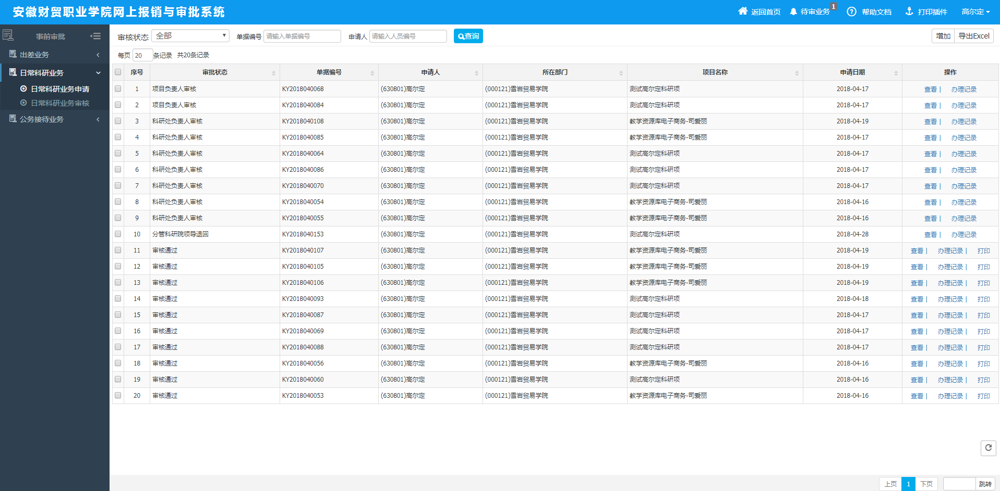 安徽财贸职业学院网上报销与审批系统
返回首页 待审业务 1 帮助文档 打印插件 高尔定
事前审批
出差业务
日常科研业务
日常科研业务申请
日常科研业务审核
公务接待业务
审核状态 全部 单据编号 请输入单据编号 申请人 请输入人员编号 查询 增加 导出Excel
每页 20 条记录 共20条记录
序号 审批状态 单据编号 申请人 所在部门 项目名称 申请日期 操作
1 项目负责人审核 KY2018040068 (630801)高尔定 (000121)雪岩贸易学院 测试高尔定科研项 2018-04-17 查看 | 办理记录
2 项目负责人审核 KY2018040084 (630801)高尔定 (000121)雪岩贸易学院 测试高尔定科研项 2018-04-17 查看 | 办理记录
3 科研处负责人审核 KY2018040108 (630801)高尔定 (000121)雪岩贸易学院 教学资源库电子商务-司爱丽 2018-04-19 查看 | 办理记录
4 科研处负责人审核 KY2018040085 (630801)高尔定 (000121)雪岩贸易学院 教学资源库电子商务-司爱丽 2018-04-17 查看 | 办理记录
5 科研处负责人审核 KY2018040064 (630801)高尔定 (000121)雪岩贸易学院 测试高尔定科研项 2018-04-17 查看 | 办理记录
6 科研处负责人审核 KY2018040086 (630801)高尔定 (000121)雪岩贸易学院 测试高尔定科研项 2018-04-17 查看 | 办理记录
7 科研处负责人审核 KY2018040070 (630801)高尔定 (000121)雪岩贸易学院 测试高尔定科研项 2018-04-17 查看 | 办理记录
8 科研处负责人审核 KY2018040054 (630801)高尔定 (000121)雪岩贸易学院 教学资源库电子商务-司爱丽 2018-04-16 查看 | 办理记录
9 科研处负责人审核 KY2018040055 (630801)高尔定 (000121)雪岩贸易学院 教学资源库电子商务-司爱丽 2018-04-16 查看 | 办理记录
10 分管科研院领导退回 KY2018040153 (630801)高尔定 (000121)雪岩贸易学院 测试高尔定科研项 2018-04-28 查看 | 办理记录
11 审核通过 KY2018040107 (630801)高尔定 (000121)雪岩贸易学院 教学资源库电子商务-司爱丽 2018-04-19 查看 | 办理记录 | 打印
12 审核通过 KY2018040105 (630801)高尔定 (000121)雪岩贸易学院 教学资源库电子商务-司爱丽 2018-04-19 查看 | 办理记录 | 打印
13 审核通过 KY2018040106 (630801)高尔定 (000121)雪岩贸易学院 教学资源库电子商务-司爱丽 2018-04-19 查看 | 办理记录 | 打印
14 审核通过 KY2018040093 (630801)高尔定 (000121)雪岩贸易学院 测试高尔定科研项 2018-04-18 查看 | 办理记录 | 打印
15 审核通过 KY2018040087 (630801)高尔定 (000121)雪岩贸易学院 测试高尔定科研项 2018-04-17 查看 | 办理记录 | 打印
16 审核通过 KY2018040069 (630801)高尔定 (000121)雪岩贸易学院 测试高尔定科研项 2018-04-17 查看 | 办理记录 | 打印
17 审核通过 KY2018040088 (630801)高尔定 (000121)雪岩贸易学院 测试高尔定科研项 2018-04-17 查看 | 办理记录 | 打印
18 审核通过 KY2018040056 (630801)高尔定 (000121)雪岩贸易学院 教学资源库电子商务-司爱丽 2018-04-16 查看 | 办理记录 | 打印
19 审核通过 KY2018040060 (630801)高尔定 (000121)雪岩贸易学院 测试高尔定科研项 2018-04-16 查看 | 办理记录 | 打印
20 审核通过 KY2018040053 (630801)高尔定 (000121)雪岩贸易学院 教学资源库电子商务-司爱丽 2018-04-16 查看 | 办理记录 | 打印
上页 1 下页 跳转